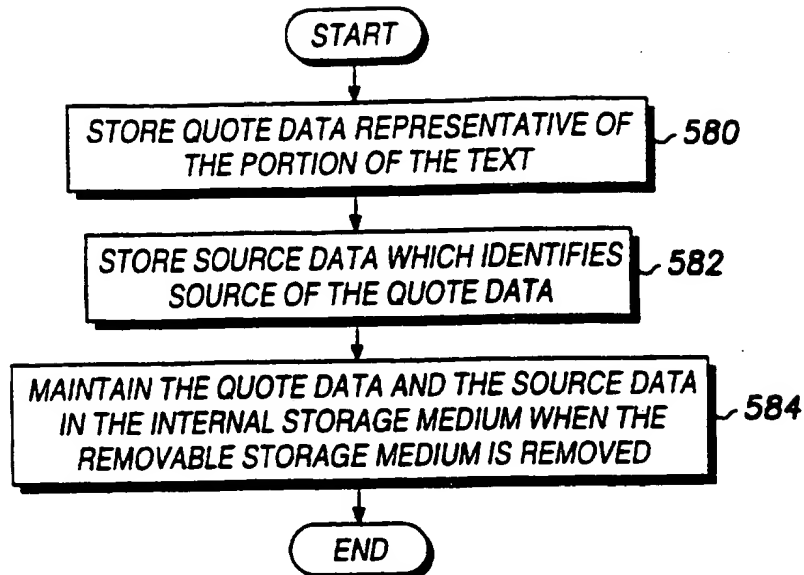 START
STORE QUOTE DATA REPRESENTATIVE OF
THE PORTION OF THE TEXT
580
STORE SOURCE DATA WHICH IDENTIFIES
SOURCE OF THE QUOTE DATA
582
MAINTAIN THE QUOTE DATA AND THE SOURCE DATA
IN THE INTERNAL STORAGE MEDIUM WHEN THE
REMOVABLE STORAGE MEDIUM IS REMOVED
584
END